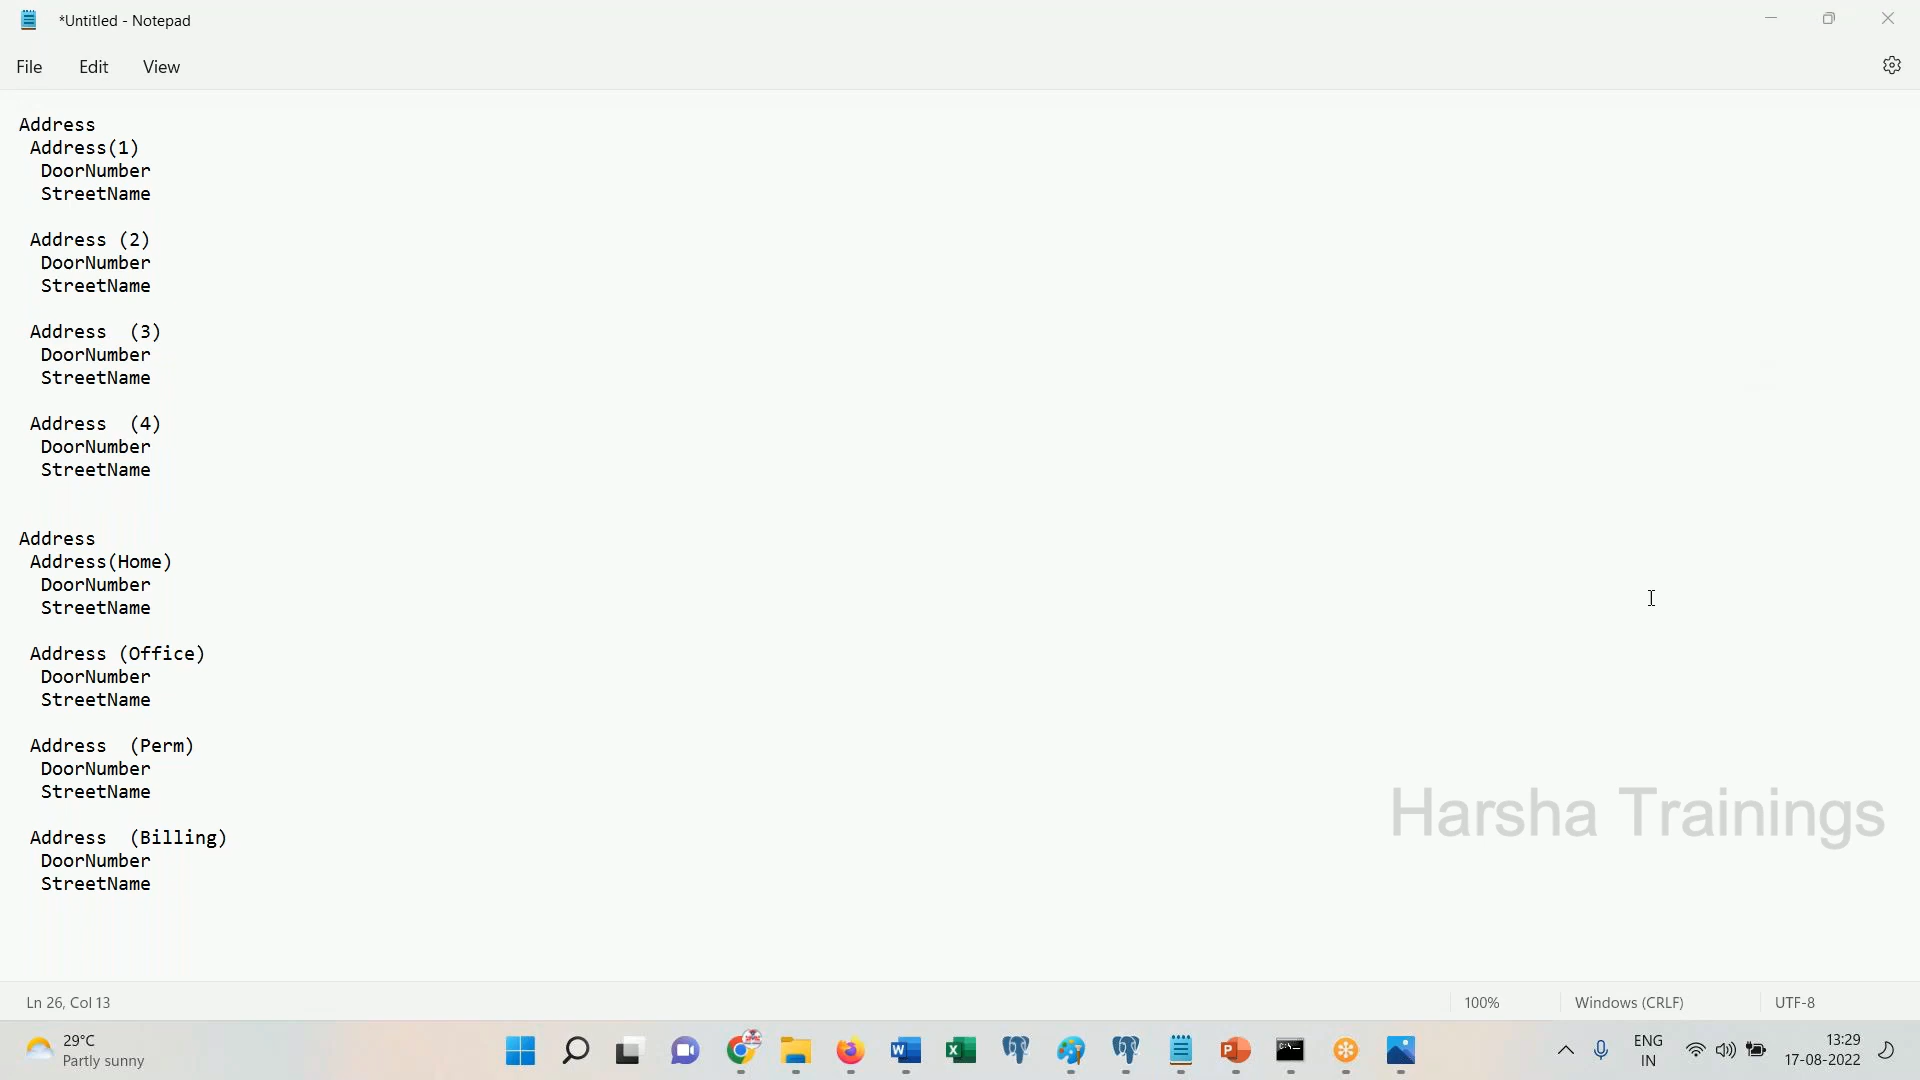 *Untitled - Notepad
File Edit View
Address
 Address(1)
  DoorNumber
  StreetName
 Address (2)
  DoorNumber
  StreetName
 Address  (3)
  DoorNumber
  StreetName
 Address  (4)
  DoorNumber
  StreetName
Address
 Address(Home)
  DoorNumber
  StreetName
 Address (Office)
  DoorNumber
  StreetName
 Address  (Perm)
  DoorNumber
  StreetName
 Address  (Billing)
  DoorNumber
  StreetName
Harsha Trainings
Ln 26, Col 13 100% Windows (CRLF) UTF-8
29°C
Partly sunny
ENG
IN
13:29
17-08-2022